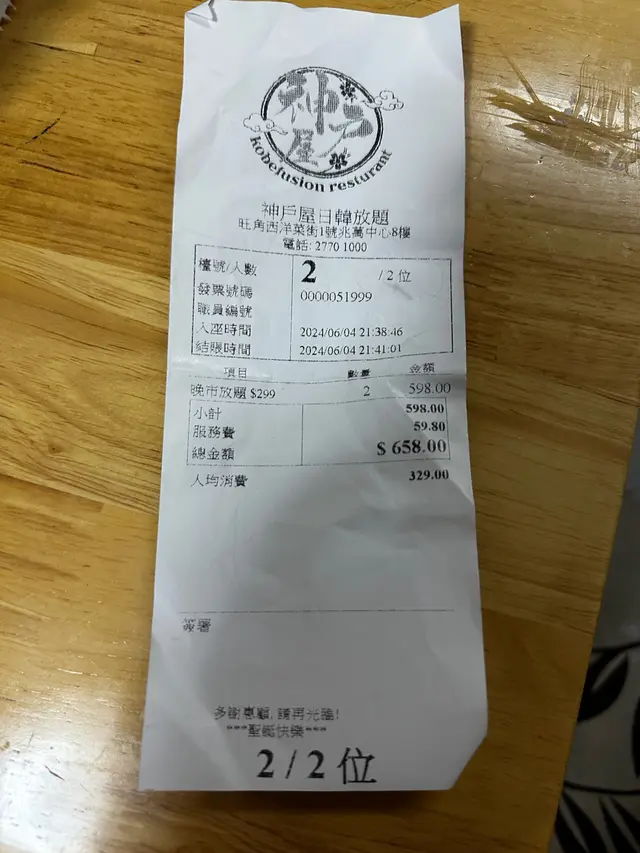 神戶屋
kobefusion resturant
神戶屋日韓放題
旺角西洋菜街1號兆萬中心8樓
電話: 2770 1000
檯號/人數 2 / 2 位
發票號碼 0000051999
職員編號
入座時間 2024/06/04 21:38:46
結賬時間 2024/06/04 21:41:01
項目 數量 金額
晚市放題 $299 2 598.00
小計 598.00
服務費 59.80
總金額 $ 658.00
人均消費 329.00
簽署
多謝惠顧, 請再光臨!
***聖誕快樂***
2 / 2 位